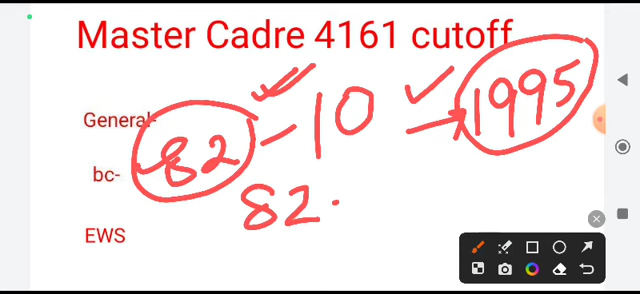 Master Cadre 4161 cutoff
General- 82 - 10 → 1995
bc- 82.
EWS